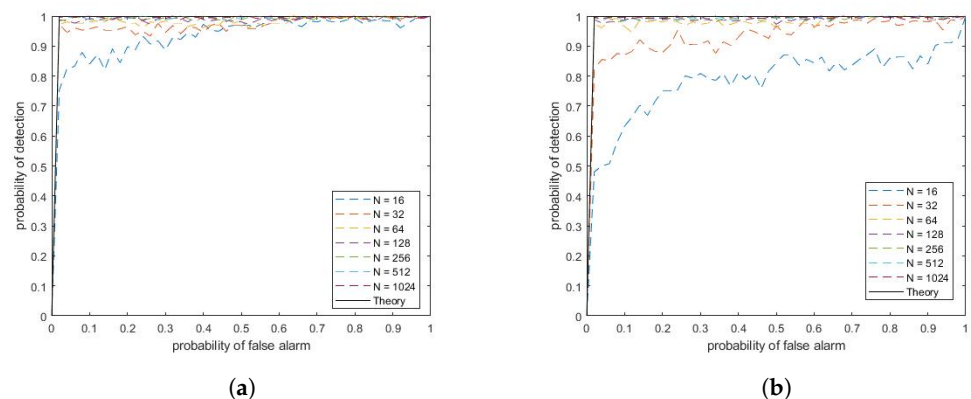 1
0.9
0.8
0.7
0.6
0.5
0.4
0.3
0.2
0.1
0
probability of detection
0 0.1 0.2 0.3 0.4 0.5 0.6 0.7 0.8 0.9 1
probability of false alarm
N = 16
N = 32
N = 64
N = 128
N = 256
N = 512
N = 1024
Theory
(a)
1
0.9
0.8
0.7
0.6
0.5
0.4
0.3
0.2
0.1
0
probability of detection
0 0.1 0.2 0.3 0.4 0.5 0.6 0.7 0.8 0.9 1
probability of false alarm
N = 16
N = 32
N = 64
N = 128
N = 256
N = 512
N = 1024
Theory
(b)